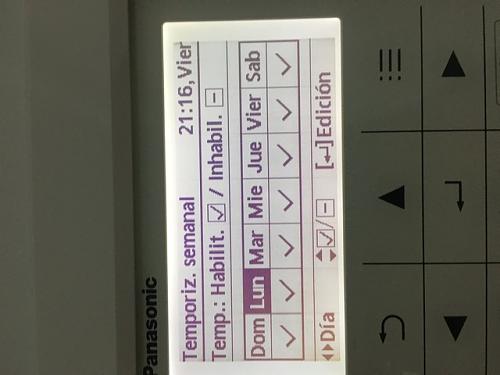 Panasonic
Temporiz. semanal 21:16,Vier
Temp.: Habilit. ☑ / Inhabil. ⊟
Dom Lun Mar Mie Jue Vier Sab
✓ ✓ ✓ ✓ ✓ ✓ ✓
◂▸Día ▴▾☑/⊟ [↵]Edición